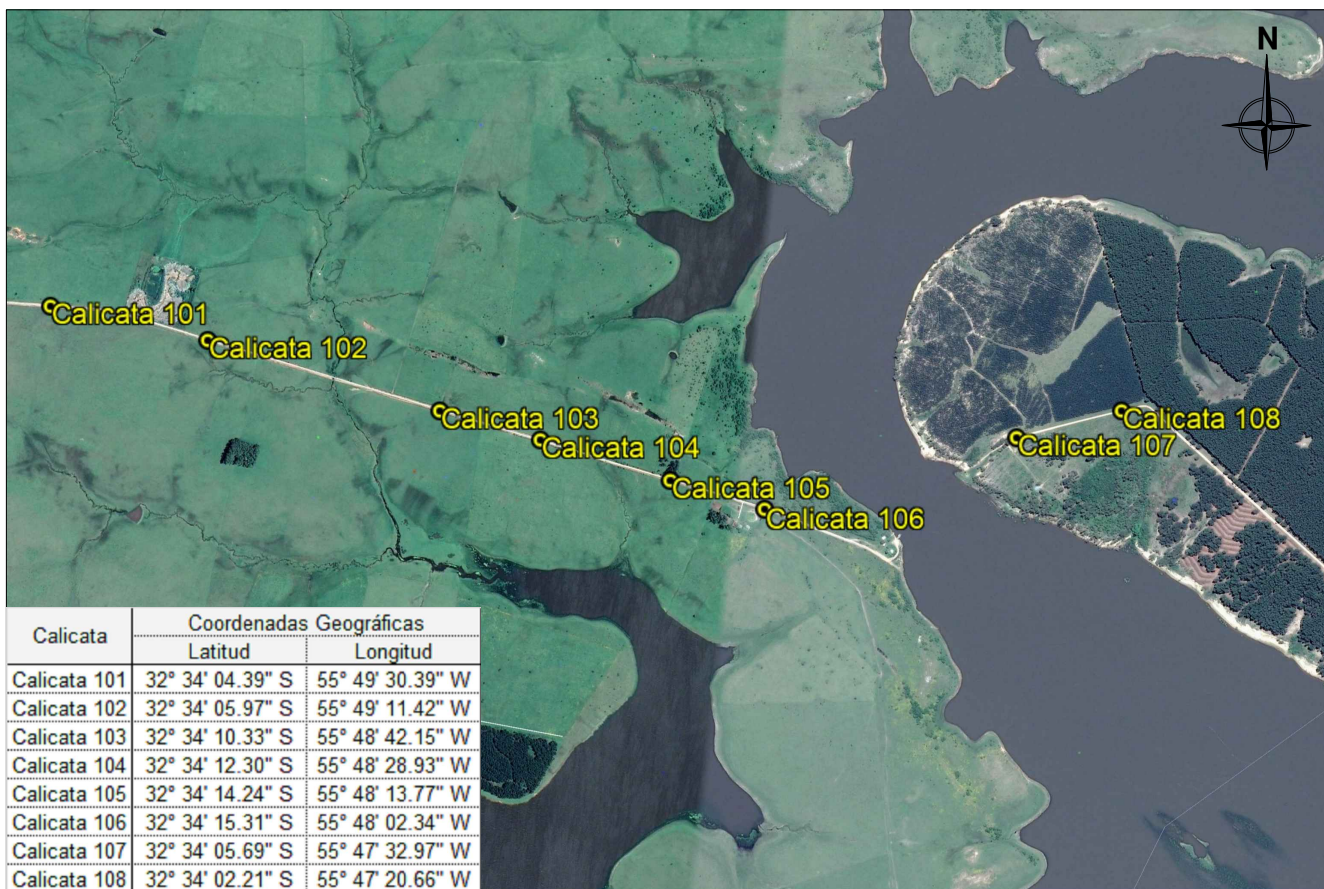 N
Calicata 101
Calicata 102
Calicata 103
Calicata 104
Calicata 105
Calicata 106
Calicata 107
Calicata 108
Calicata Coordenadas Geográficas
Latitud Longitud
Calicata 101 32° 34' 04.39" S 55° 49' 30.39" W
Calicata 102 32° 34' 05.97" S 55° 49' 11.42" W
Calicata 103 32° 34' 10.33" S 55° 48' 42.15" W
Calicata 104 32° 34' 12.30" S 55° 48' 28.93" W
Calicata 105 32° 34' 14.24" S 55° 48' 13.77" W
Calicata 106 32° 34' 15.31" S 55° 48' 02.34" W
Calicata 107 32° 34' 05.69" S 55° 47' 32.97" W
Calicata 108 32° 34' 02.21" S 55° 47' 20.66" W